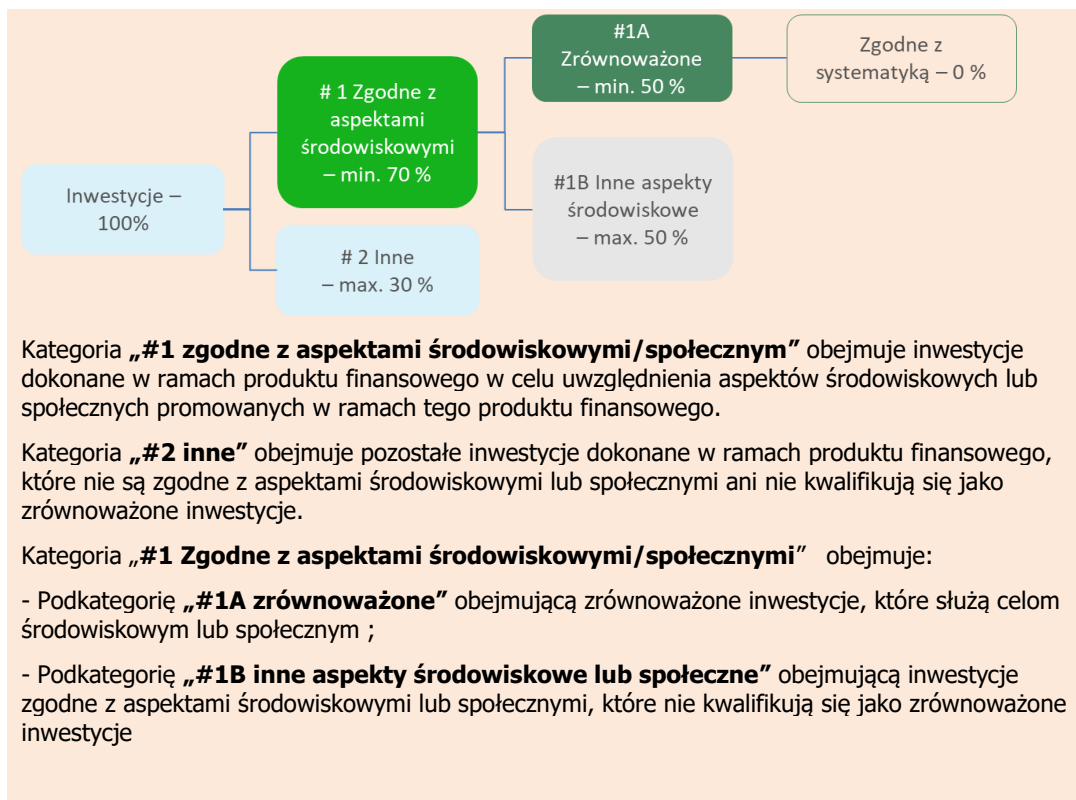 Inwestycje –
100%
# 1 Zgodne z
aspektami
środowiskowymi
– min. 70 %
# 2 Inne
– max. 30 %
#1A
Zrównoważone
– min. 50 %
#1B Inne aspekty
środowiskowe
– max. 50 %
Zgodne z
systematyką – 0 %
Kategoria „#1 zgodne z aspektami środowiskowymi/społecznym” obejmuje inwestycje
dokonane w ramach produktu finansowego w celu uwzględnienia aspektów środowiskowych lub
społecznych promowanych w ramach tego produktu finansowego.
Kategoria „#2 inne” obejmuje pozostałe inwestycje dokonane w ramach produktu finansowego,
które nie są zgodne z aspektami środowiskowymi lub społecznymi ani nie kwalifikują się jako
zrównoważone inwestycje.
Kategoria „#1 Zgodne z aspektami środowiskowymi/społecznymi” obejmuje:
- Podkategorię „#1A zrównoważone” obejmującą zrównoważone inwestycje, które służą celom
środowiskowym lub społecznym ;
- Podkategorię „#1B inne aspekty środowiskowe lub społeczne” obejmującą inwestycje
zgodne z aspektami środowiskowymi lub społecznymi, które nie kwalifikują się jako zrównoważone
inwestycje